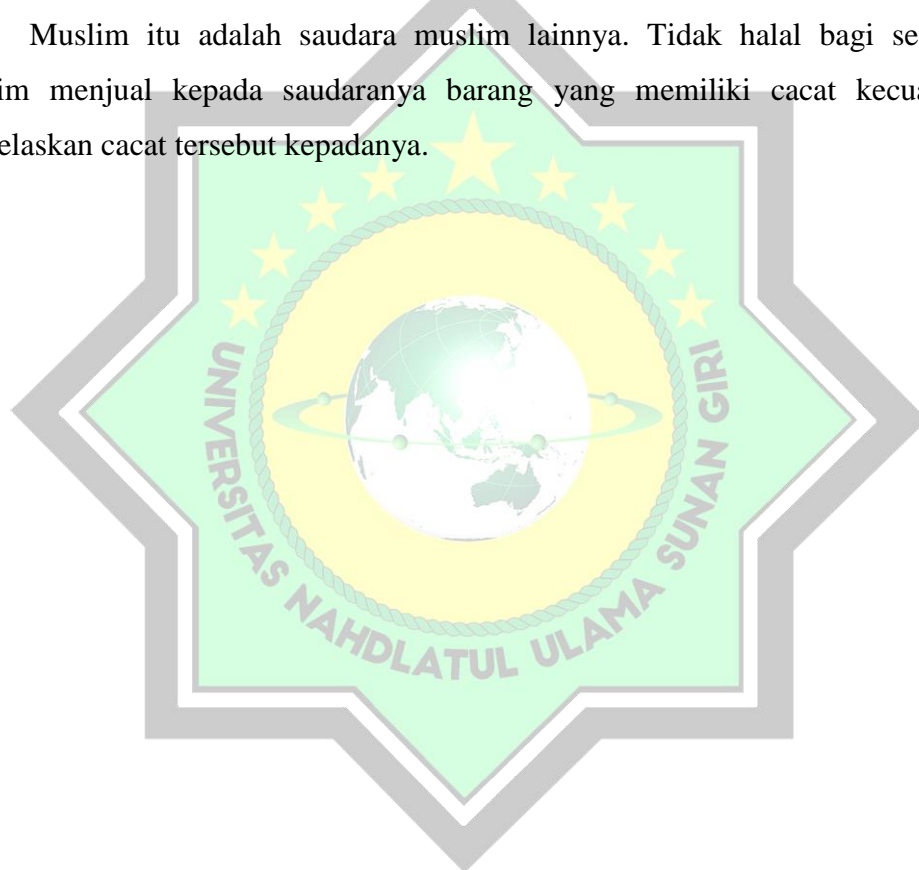 Muslim itu adalah saudara muslim lainnya. Tidak halal bagi se
im menjual kepada saudaranya barang yang memiliki cacat kecua
elaskan cacat tersebut kepadanya.
UNIVERSITAS NAHDLATUL ULAMA SUNAN GIRI